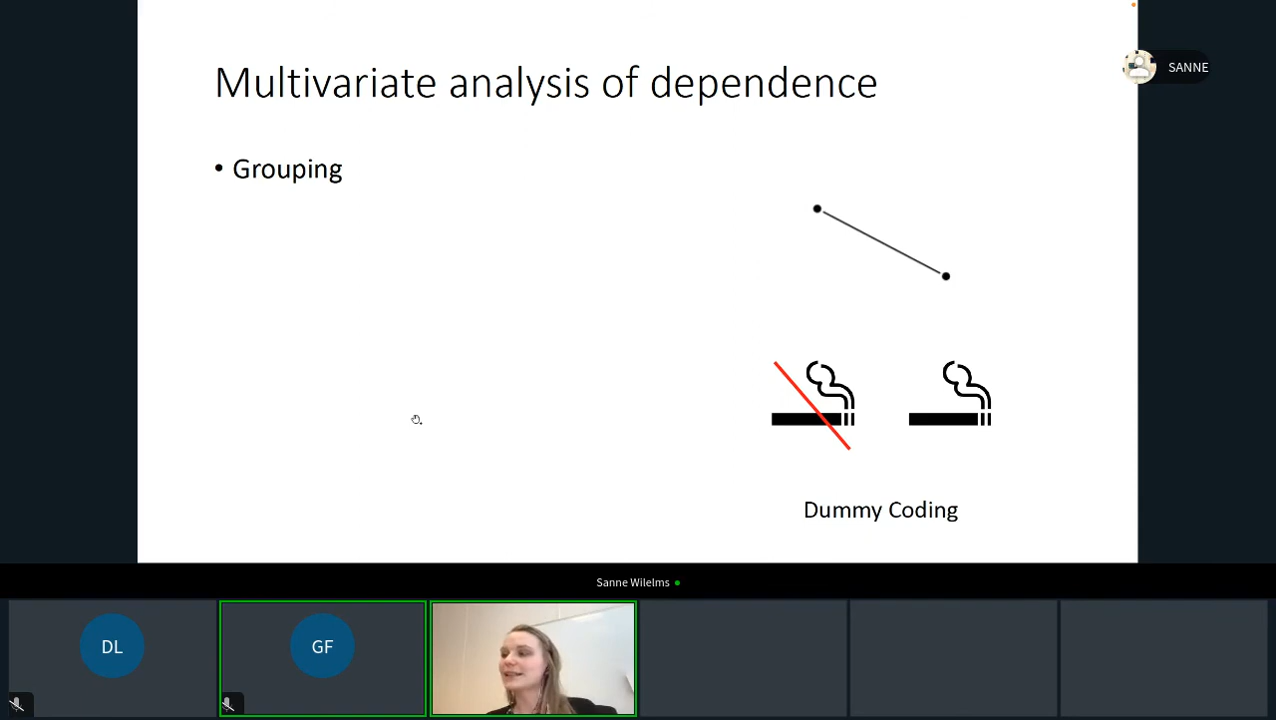 Multivariate analysis of dependence
SANNE
• Grouping
Dummy Coding
Sanne Wilelms
DL
GF